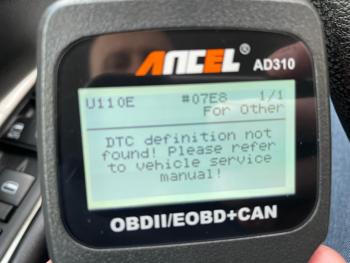 ANCEL® AD310
U110E #07E8 1/1
For Other
DTC definition not
found! Please refer
to vehicle service
manual!
OBDII/EOBD+CAN